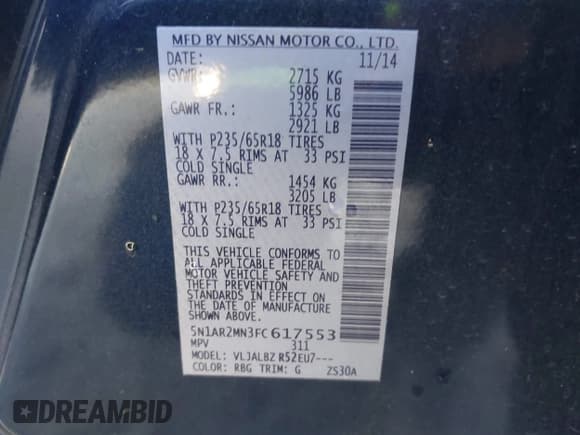 MFD BY NISSAN MOTOR CO., LTD.
DATE: 11/14
GVWR: 2715 KG
5986 LB
GAWR FR.: 1325 KG
2921 LB
WITH P235/65R18 TIRES
18 X 7.5 RIMS AT 33 PSI
COLD SINGLE
GAWR RR.: 1454 KG
3205 LB
WITH P235/65R18 TIRES
18 X 7.5 RIMS AT 33 PSI
COLD SINGLE
THIS VEHICLE CONFORMS TO
ALL APPLICABLE FEDERAL
MOTOR VEHICLE SAFETY AND
THEFT PREVENTION
STANDARDS IN EFFECT ON
THE DATE OF MANUFACTURE
SHOWN ABOVE.
5N1AR2MN3FC617553
MPV 311
MODEL: VLJALBZ R52EU7---
COLOR: RBG TRIM: G ZS30A
DREAMBID